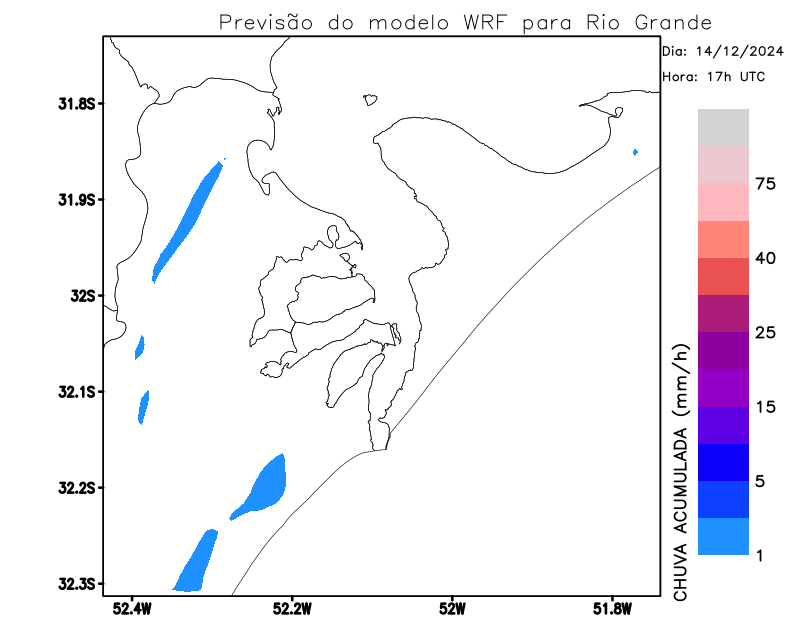 Previsão do modelo WRF para Rio Grande
Dia: 14/12/2024
Hora: 17h UTC
31.8S
31.9S
32S
32.1S
32.2S
32.3S
52.4W
52.2W
52W
51.8W
CHUVA ACUMULADA (mm/h)
75
40
25
15
5
1